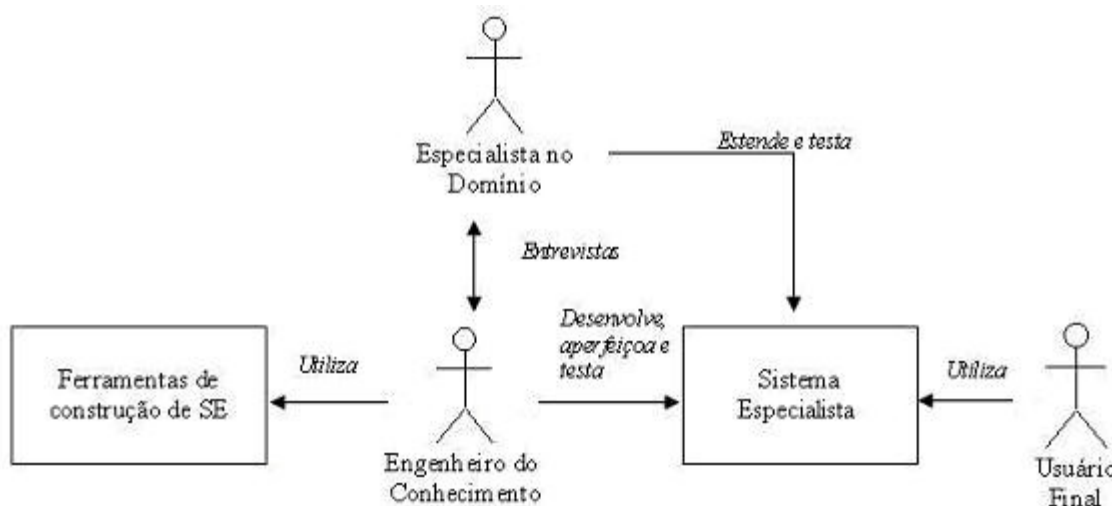 Especialista no
Domínio
Estende e testa
Entrevistas
Ferramentas de
construção de SE
Utiliza
Engenheiro do
Conhecimento
Desenvolve,
aperfeiçoa e
testa
Sistema
Especialista
Utiliza
Usuário
Final